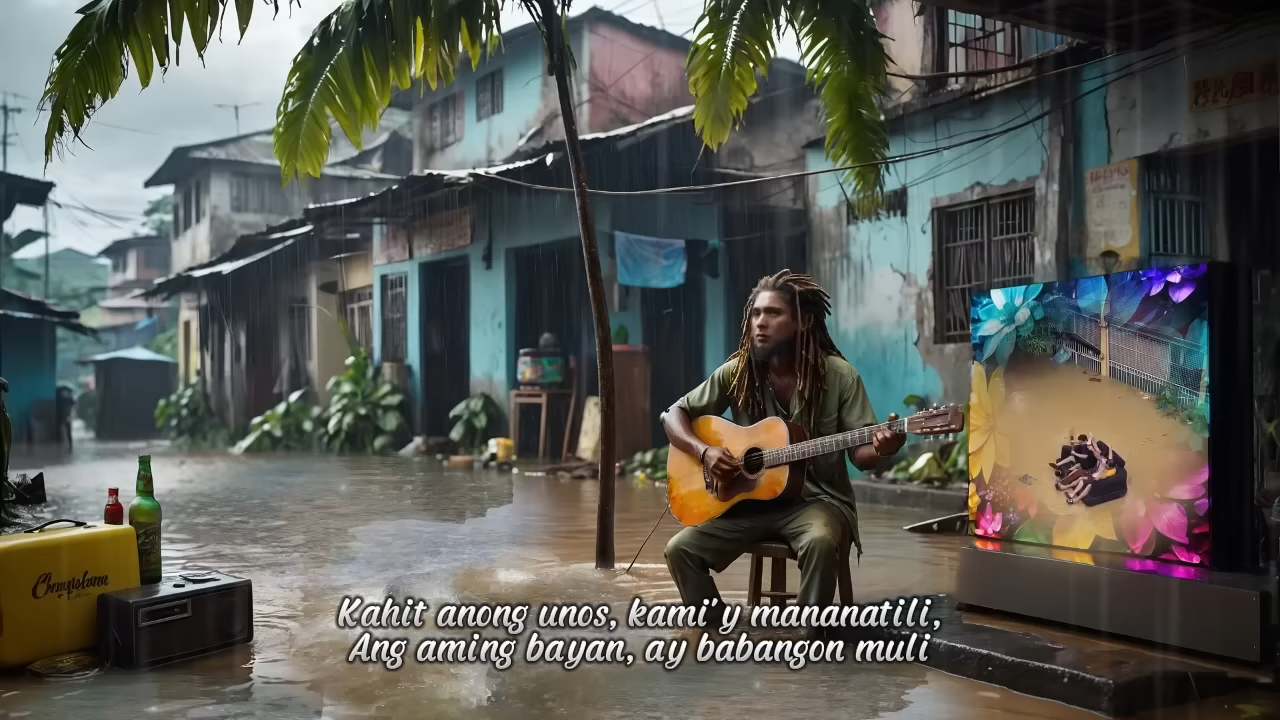 Kahit anong unos, kami'y mananatili,
Ang aming bayan, ay babangon muli